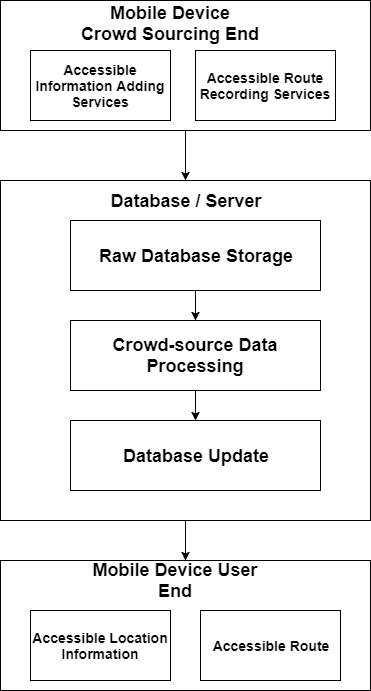 Mobile Device
Crowd Sourcing End
Accessible
Information Adding
Services
Accessible Route
Recording Services
Database / Server
Raw Database Storage
Crowd-source Data
Processing
Database Update
Mobile Device User
End
Accessible Location
Information
Accessible Route